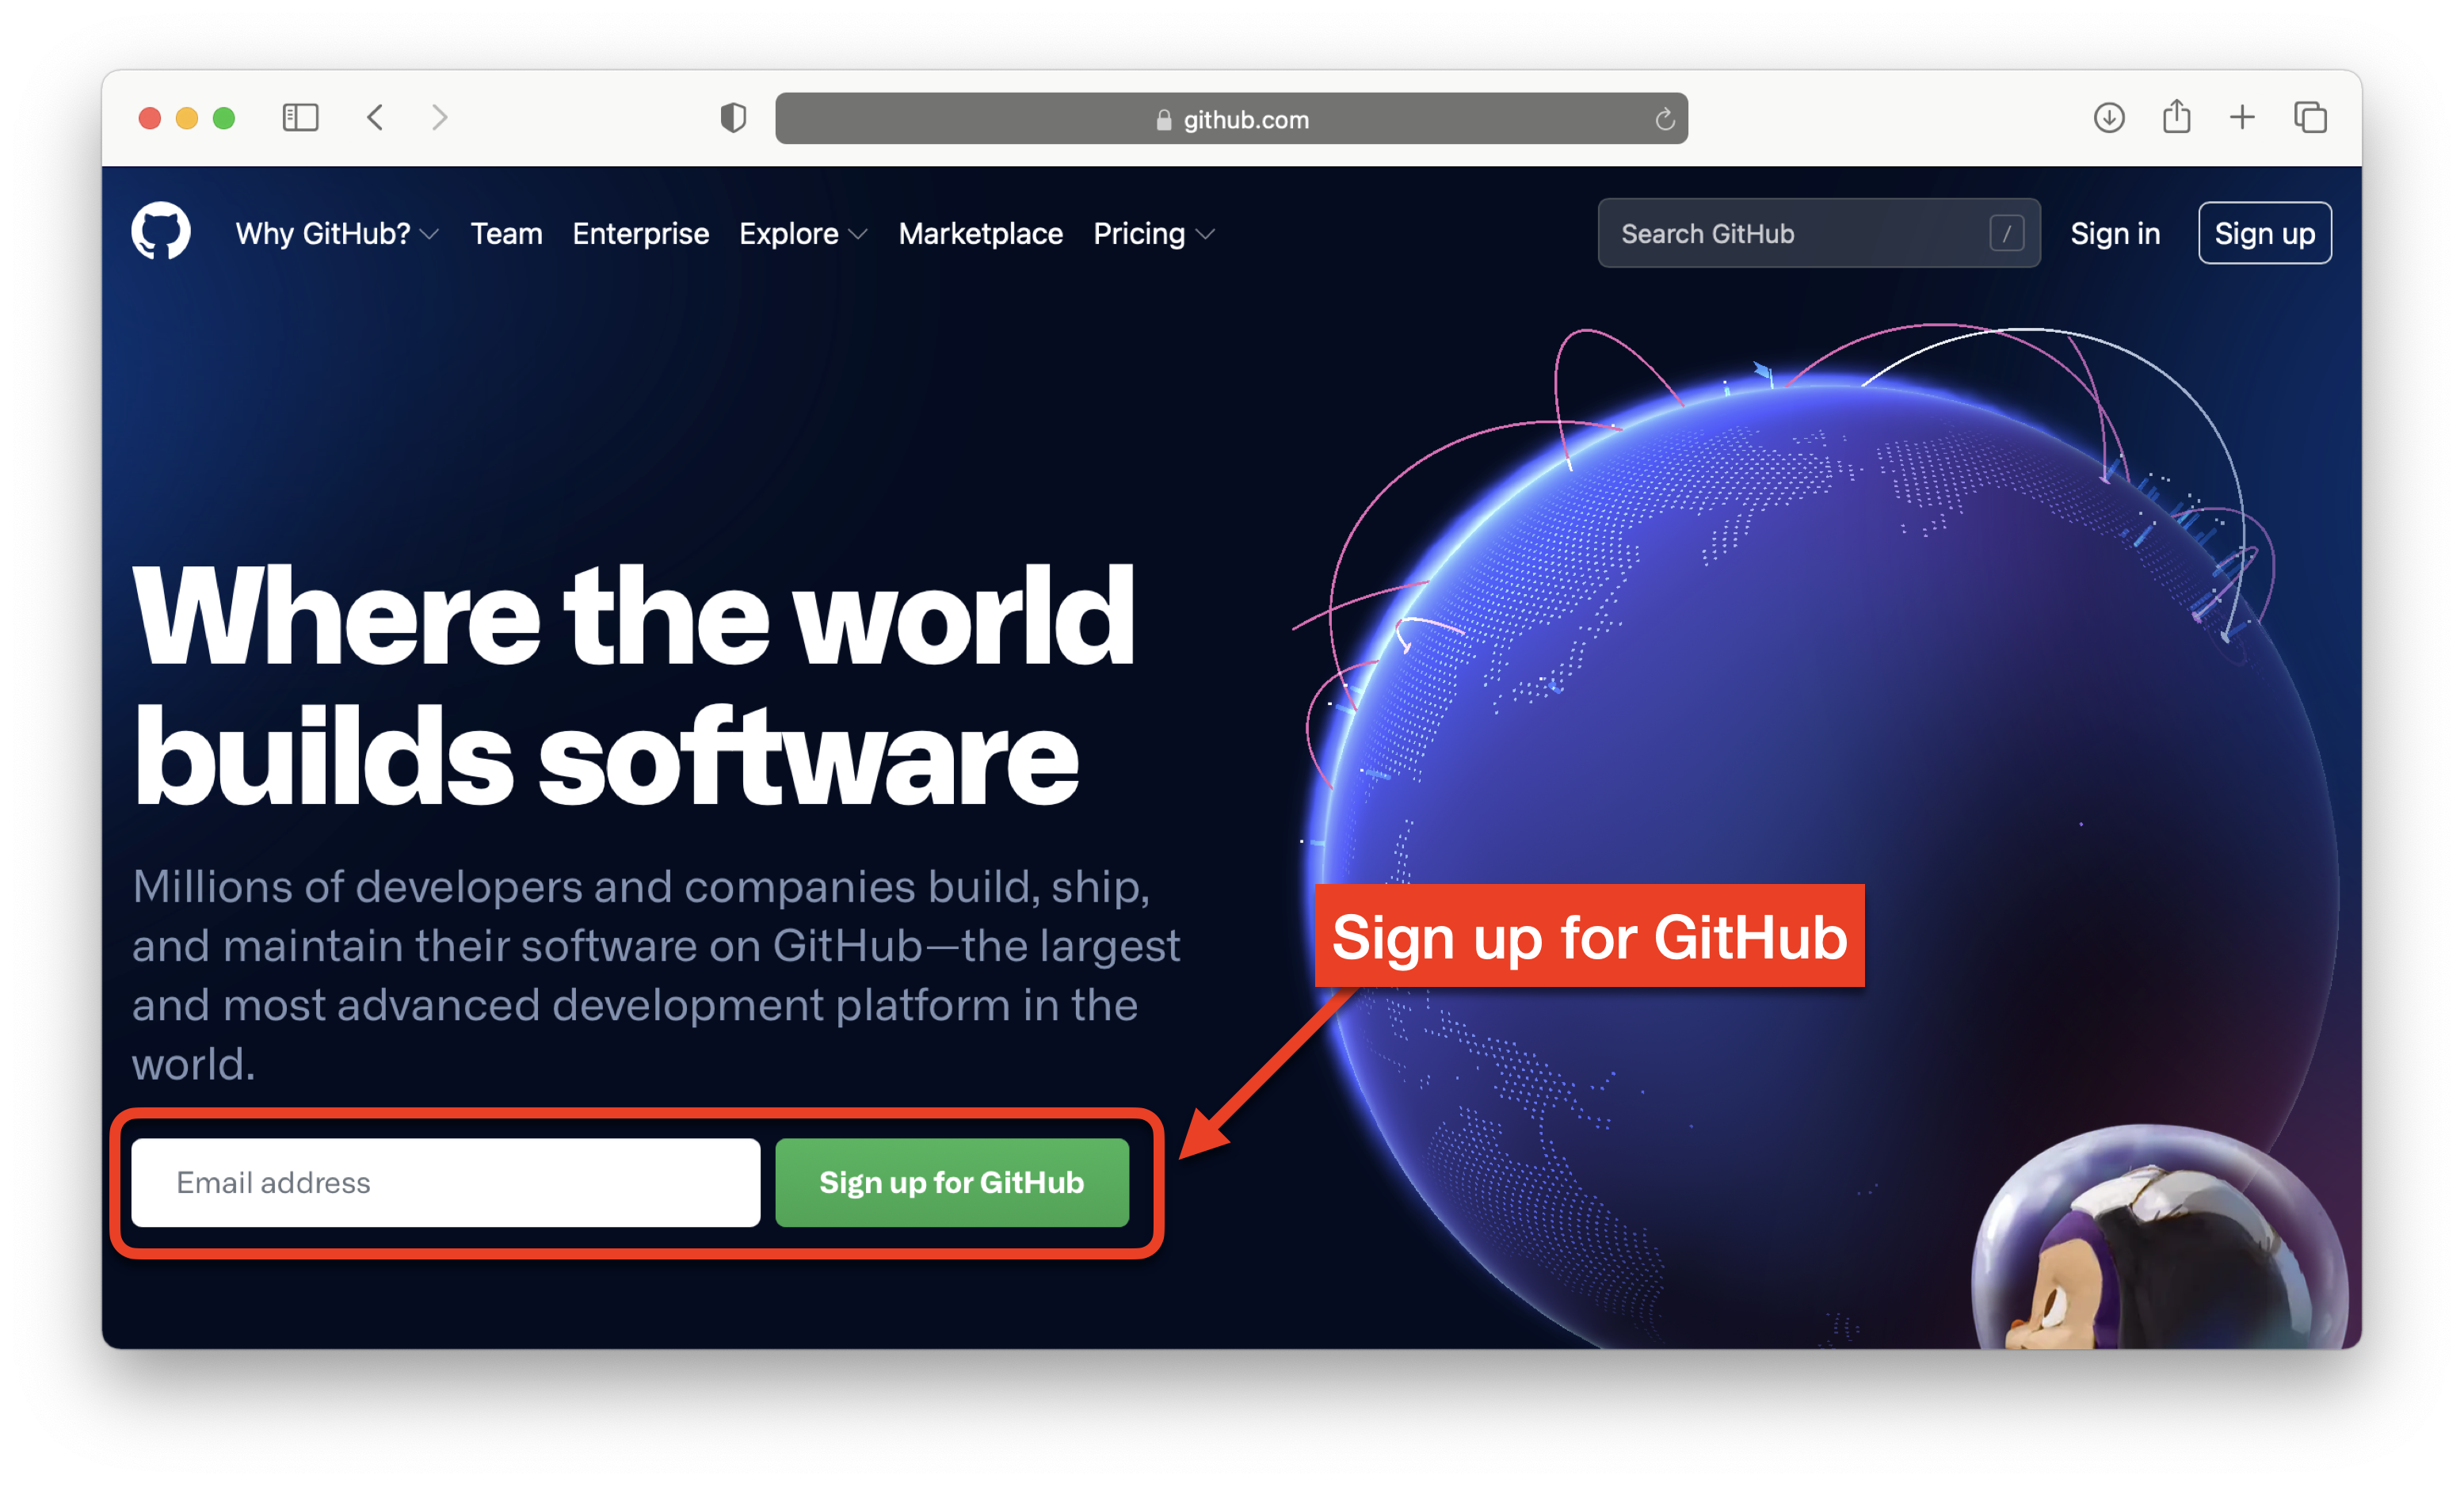 github.com
Why GitHub? Team Enterprise Explore Marketplace Pricing Search GitHub / Sign in Sign up
Where the world
builds software
Millions of developers and companies build, ship,
and maintain their software on GitHub—the largest
and most advanced development platform in the
world.
Sign up for GitHub
Email address Sign up for GitHub